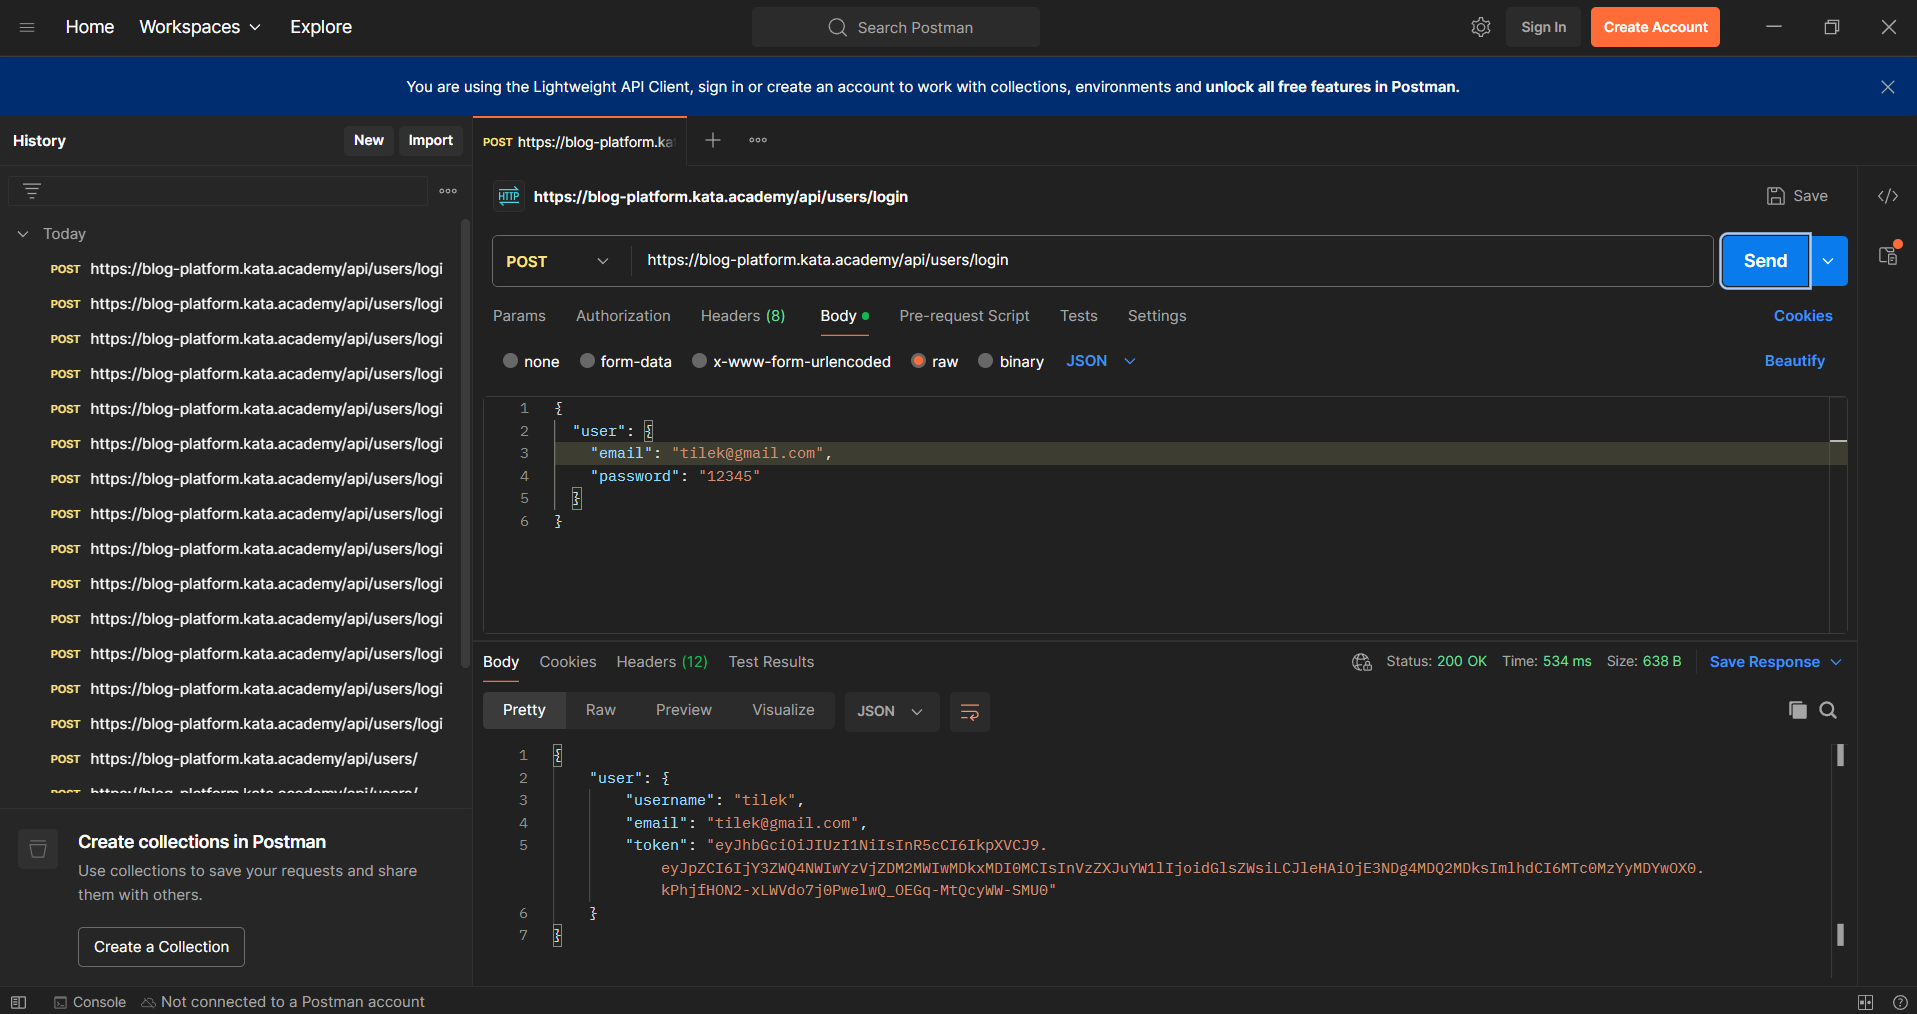 Home Workspaces Explore Search Postman Sign In Create Account
You are using the Lightweight API Client, sign in or create an account to work with collections, environments and unlock all free features in Postman.
History New Import
POST https://blog-platform.ka
HTTP https://blog-platform.kata.academy/api/users/login Save
Today
POST https://blog-platform.kata.academy/api/users/logi
POST https://blog-platform.kata.academy/api/users/logi
POST https://blog-platform.kata.academy/api/users/logi
POST https://blog-platform.kata.academy/api/users/logi
POST https://blog-platform.kata.academy/api/users/logi
POST https://blog-platform.kata.academy/api/users/logi
POST https://blog-platform.kata.academy/api/users/logi
POST https://blog-platform.kata.academy/api/users/logi
POST https://blog-platform.kata.academy/api/users/logi
POST https://blog-platform.kata.academy/api/users/logi
POST https://blog-platform.kata.academy/api/users/logi
POST https://blog-platform.kata.academy/api/users/logi
POST https://blog-platform.kata.academy/api/users/logi
POST https://blog-platform.kata.academy/api/users/logi
POST https://blog-platform.kata.academy/api/users/
POST https://blog-platform.kata.academy/api/users/
Create collections in Postman
Use collections to save your requests and share
them with others.
Create a Collection
POST https://blog-platform.kata.academy/api/users/login Send
Params Authorization Headers (8) Body Pre-request Script Tests Settings Cookies
none form-data x-www-form-urlencoded raw binary JSON Beautify
1 {
2 "user": {
3 "email": "tilek@gmail.com",
4 "password": "12345"
5 }
6 }
Body Cookies Headers (12) Test Results Status: 200 OK Time: 534 ms Size: 638 B Save Response
Pretty Raw Preview Visualize JSON
1 {
2 "user": {
3 "username": "tilek",
4 "email": "tilek@gmail.com",
5 "token": "eyJhbGciOiJIUzI1NiIsInR5cCI6IkpXVCJ9.
eyJpZCI6IjY3ZWQ4NWIwYzVjZDM2MWIwMDkxMDI0MCIsInVzZXJuYW1lIjoidGlsZWsiLCJleHAiOjE3NDg4MDQ2MDksImlhdCI6MTc0MzYyMDYwOX0.
kPhjfHON2-xLWVdo7j0PwelwQ_OEGq-MtQcyWW-SMU0"
6 }
7 }
Console Not connected to a Postman account